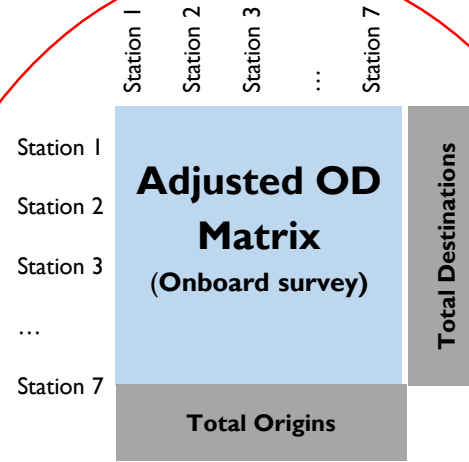 Station 1
Station 2
Station 3
...
Station 7
Station 1
Station 2
Station 3
...
Station 7
Adjusted OD
Matrix
(Onboard survey)
Total Destinations
Total Origins